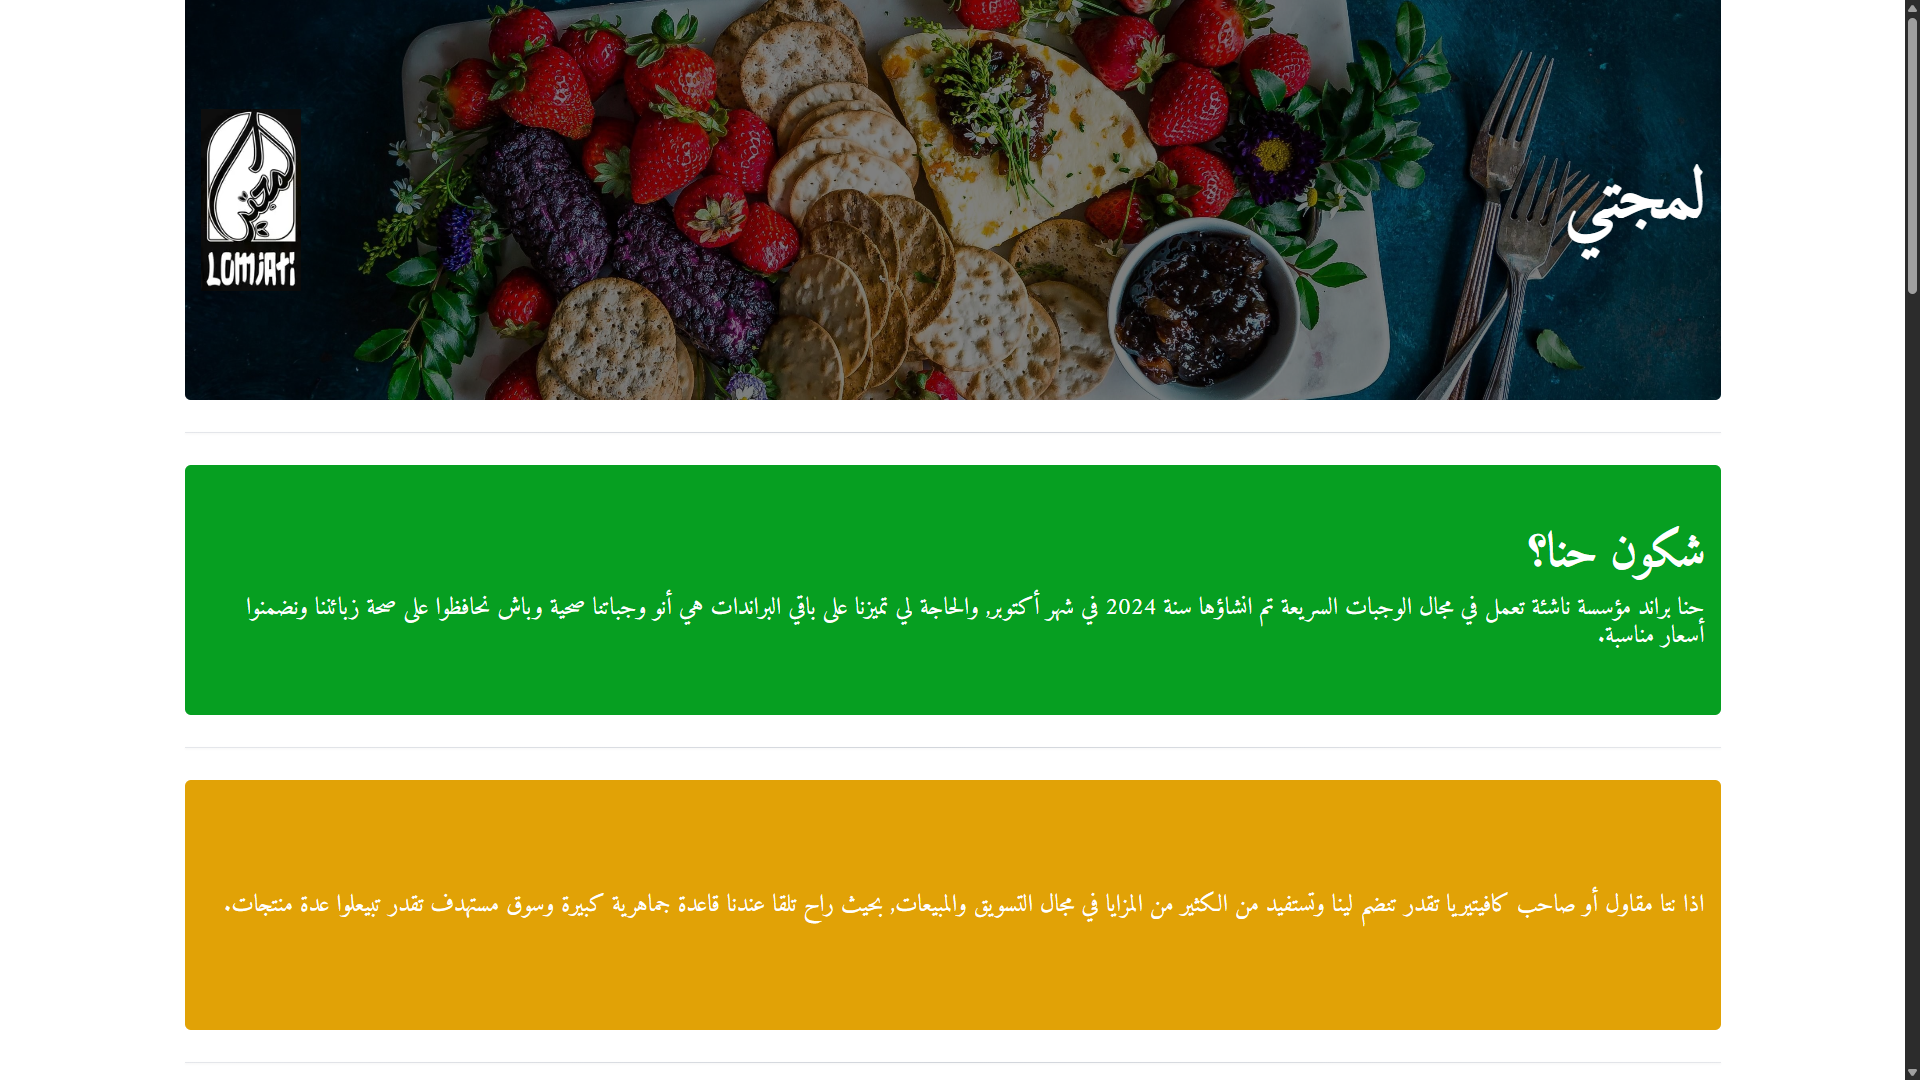 لمجتي
LOMJATI
شكون حنا؟
حنا براند مؤسسة ناشئة تعمل في مجال الوجبات السريعة تم انشاؤها سنة 2024 في شهر أكتوبر, والحاجة لي تميزنا على باقي البراندات هي أنو وجباتنا صحية وباش نحافظوا على صحة زبائننا ونضمنوا
أسعار مناسبة.
اذا نتا مقاول أو صاحب كافيتيريا تقدر تنضم لينا وتستفيد من الكثير من المزايا في مجال التسويق والمبيعات, بحيث راح تلقا عندنا قاعدة جماهرية كبيرة وسوق مستهدف تقدر تبيعلوا عدة منتجات.